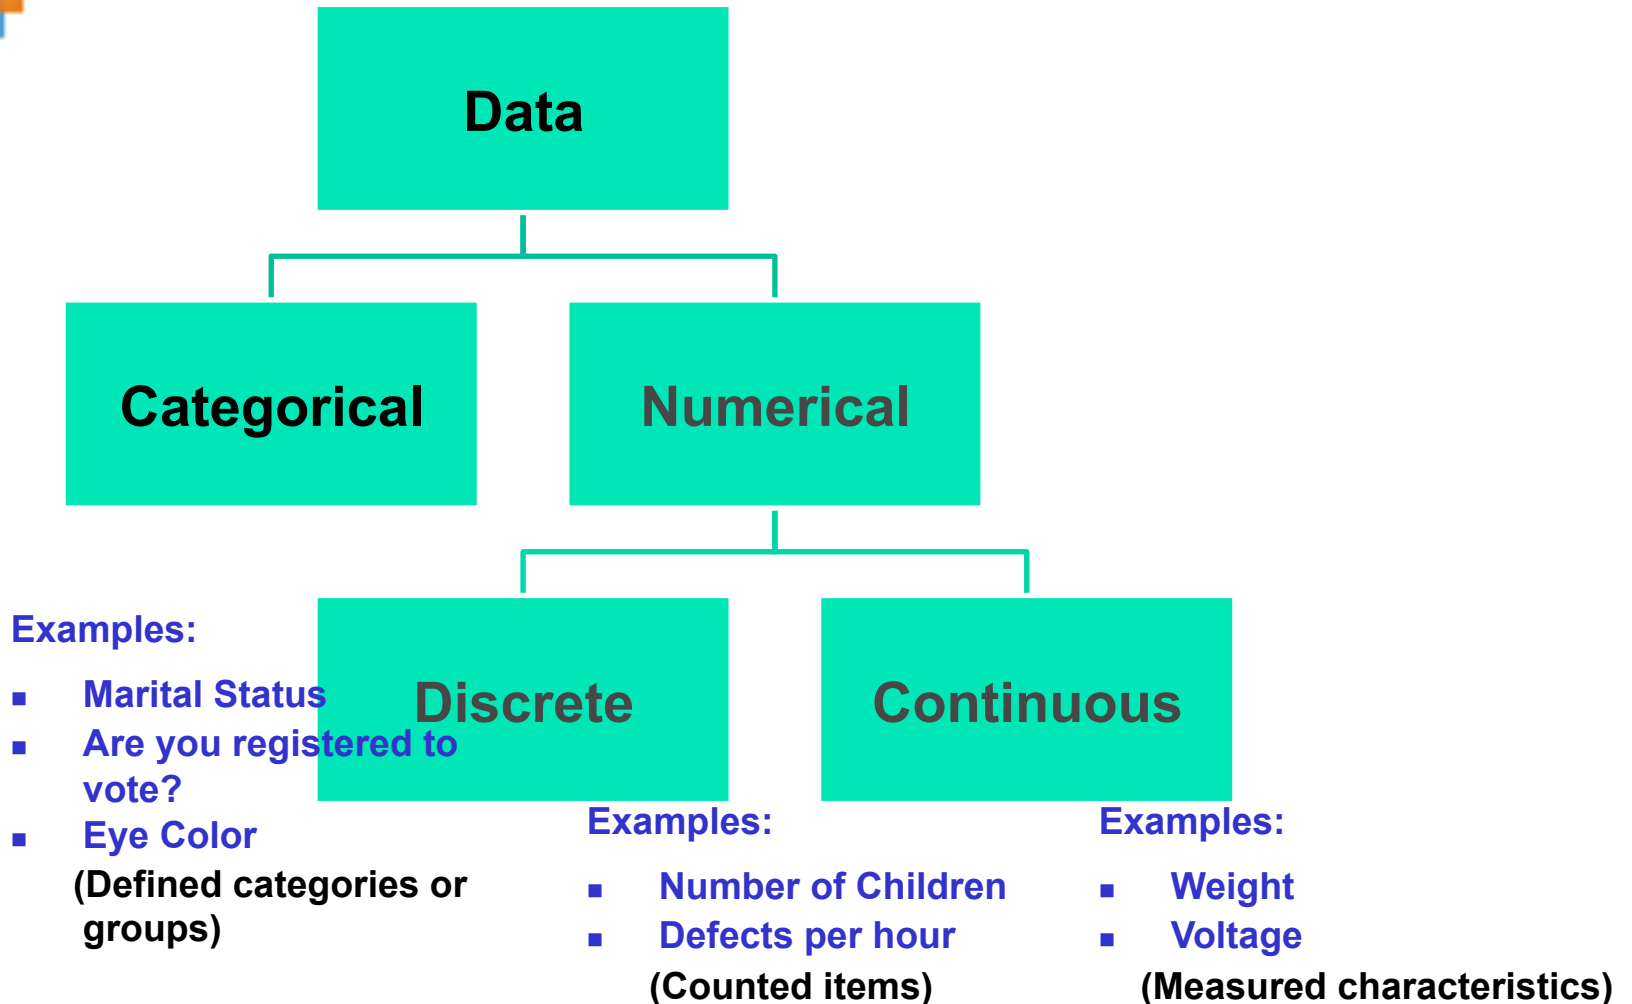 Data
Categorical
Numerical
Discrete
Continuous
Examples:
▪ Marital Status
▪ Are you registered to
vote?
▪ Eye Color
(Defined categories or
groups)
Examples:
▪ Number of Children
▪ Defects per hour
(Counted items)
Examples:
▪ Weight
▪ Voltage
(Measured characteristics)